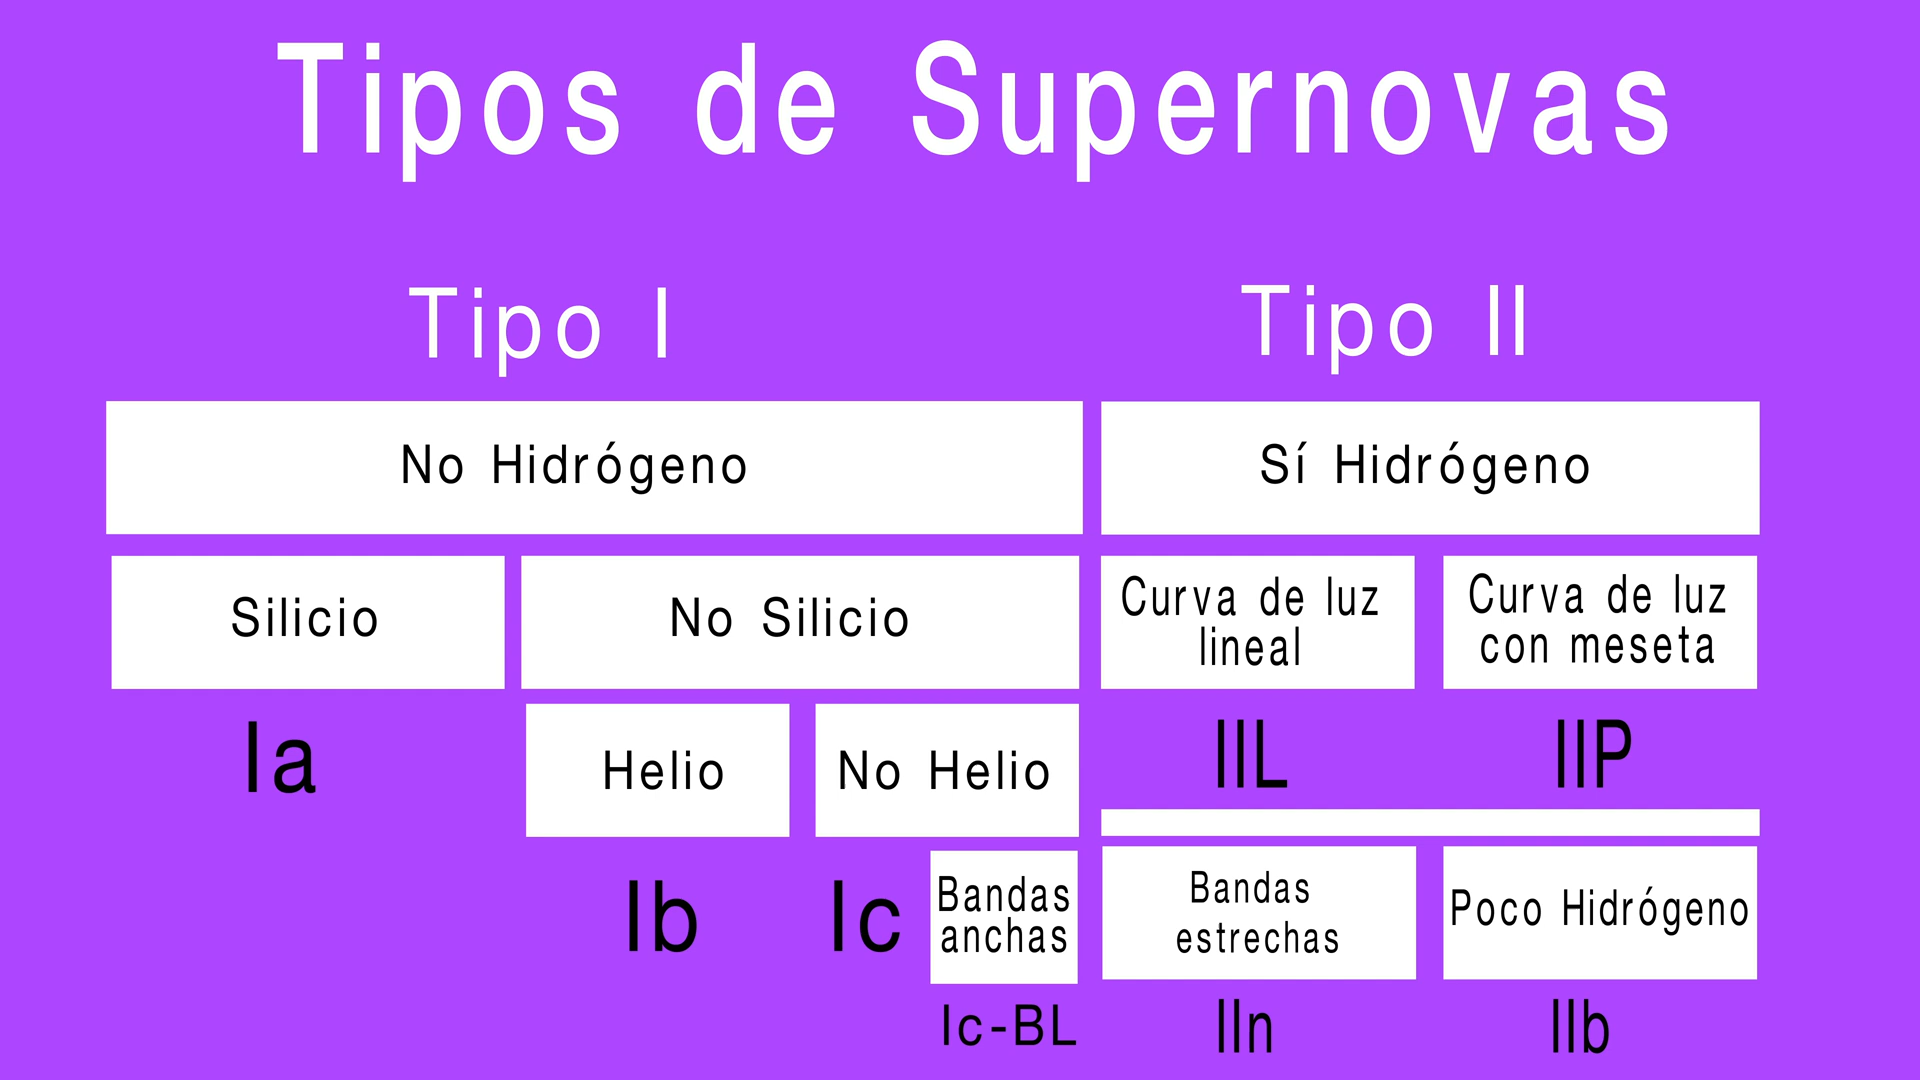 Tipos de Supernovas
Tipo I
Tipo II
No Hidrógeno
Sí Hidrógeno
Silicio
No Silicio
Curva de luz
lineal
Curva de luz
con meseta
Ia
Helio
No Helio
IIL
IIP
Ib
Ic
Bandas
anchas
Bandas
estrechas
Poco Hidrógeno
Ic-BL
IIn
IIb